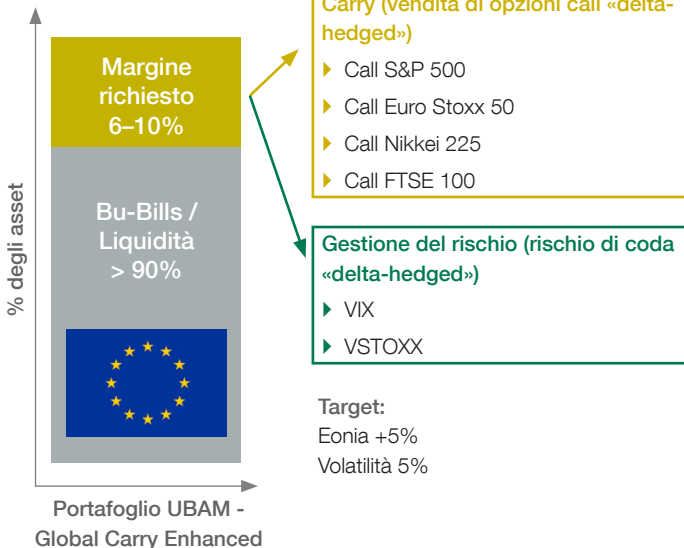 Carry (vendita di opzioni call «delta-
hedged»)
Call S&P 500
Call Euro Stoxx 50
Call Nikkei 225
Call FTSE 100
Margine
richiesto
6–10%
Bu-Bills /
Liquidità
> 90%
% degli asset
Gestione del rischio (rischio di coda
«delta-hedged»)
VIX
VSTOXX
Target:
Eonia +5%
Volatilità 5%
Portafoglio UBAM -
Global Carry Enhanced